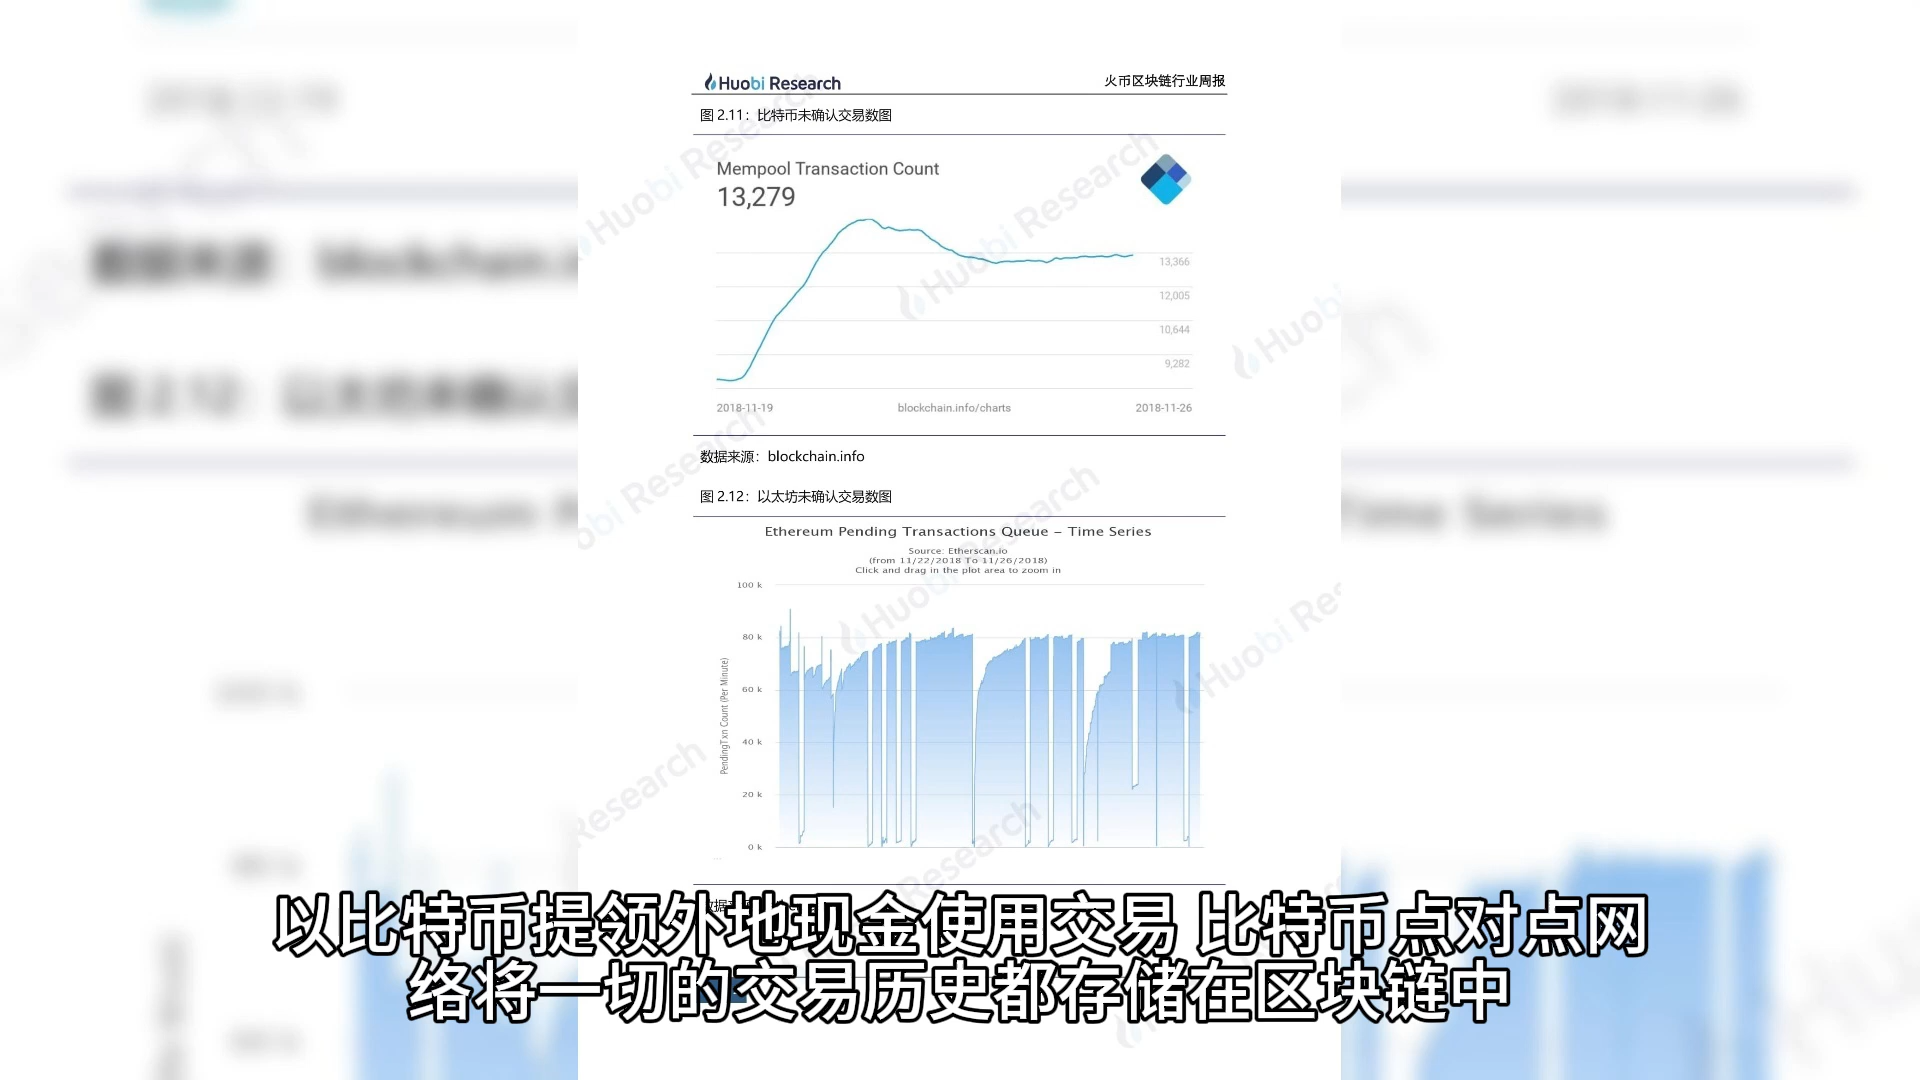 Huobi Research
火币区块链行业周报
图 2.11：比特币未确认交易数图
Mempool Transaction Count
13,279
13,366
12,005
10,644
9,282
2018-11-19
blockchain.info/charts
2018-11-26
数据来源：blockchain.info
图 2.12：以太坊未确认交易数图
Ethereum Pending Transactions Queue – Time Series
Source: Etherscan.io
(from 11/22/2018 To 11/26/2018)
Click and drag in the plot area to zoom in
PendingTxn Count (Per Minute)
100 k
80 k
60 k
40 k
20 k
0 k
以比特币提领外地现金使用交易 比特币点对点网
络将一切的交易历史都存储在区块链中